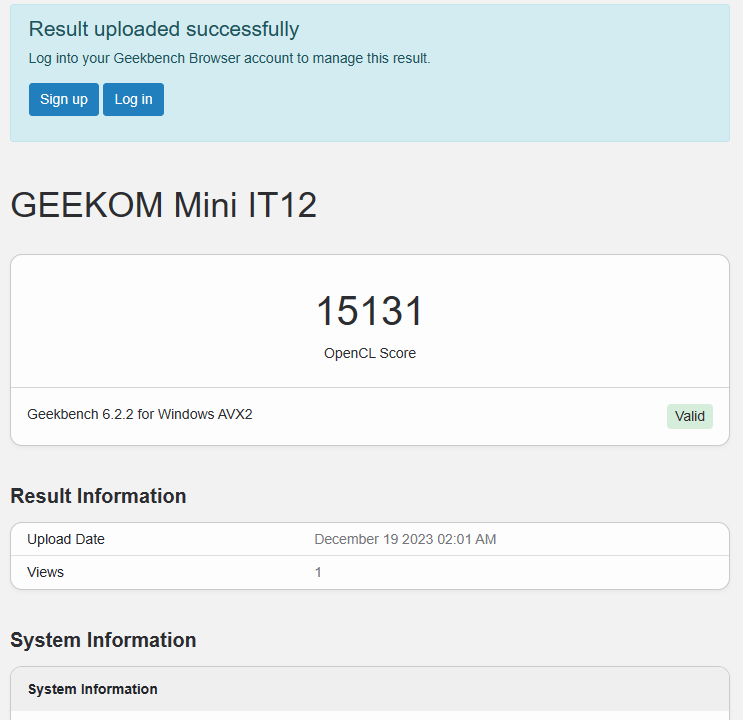 Result uploaded successfully
Log into your Geekbench Browser account to manage this result.
Sign up Log in
GEEKOM Mini IT12
15131
OpenCL Score
Geekbench 6.2.2 for Windows AVX2 Valid
Result Information
Upload Date December 19 2023 02:01 AM
Views 1
System Information
System Information